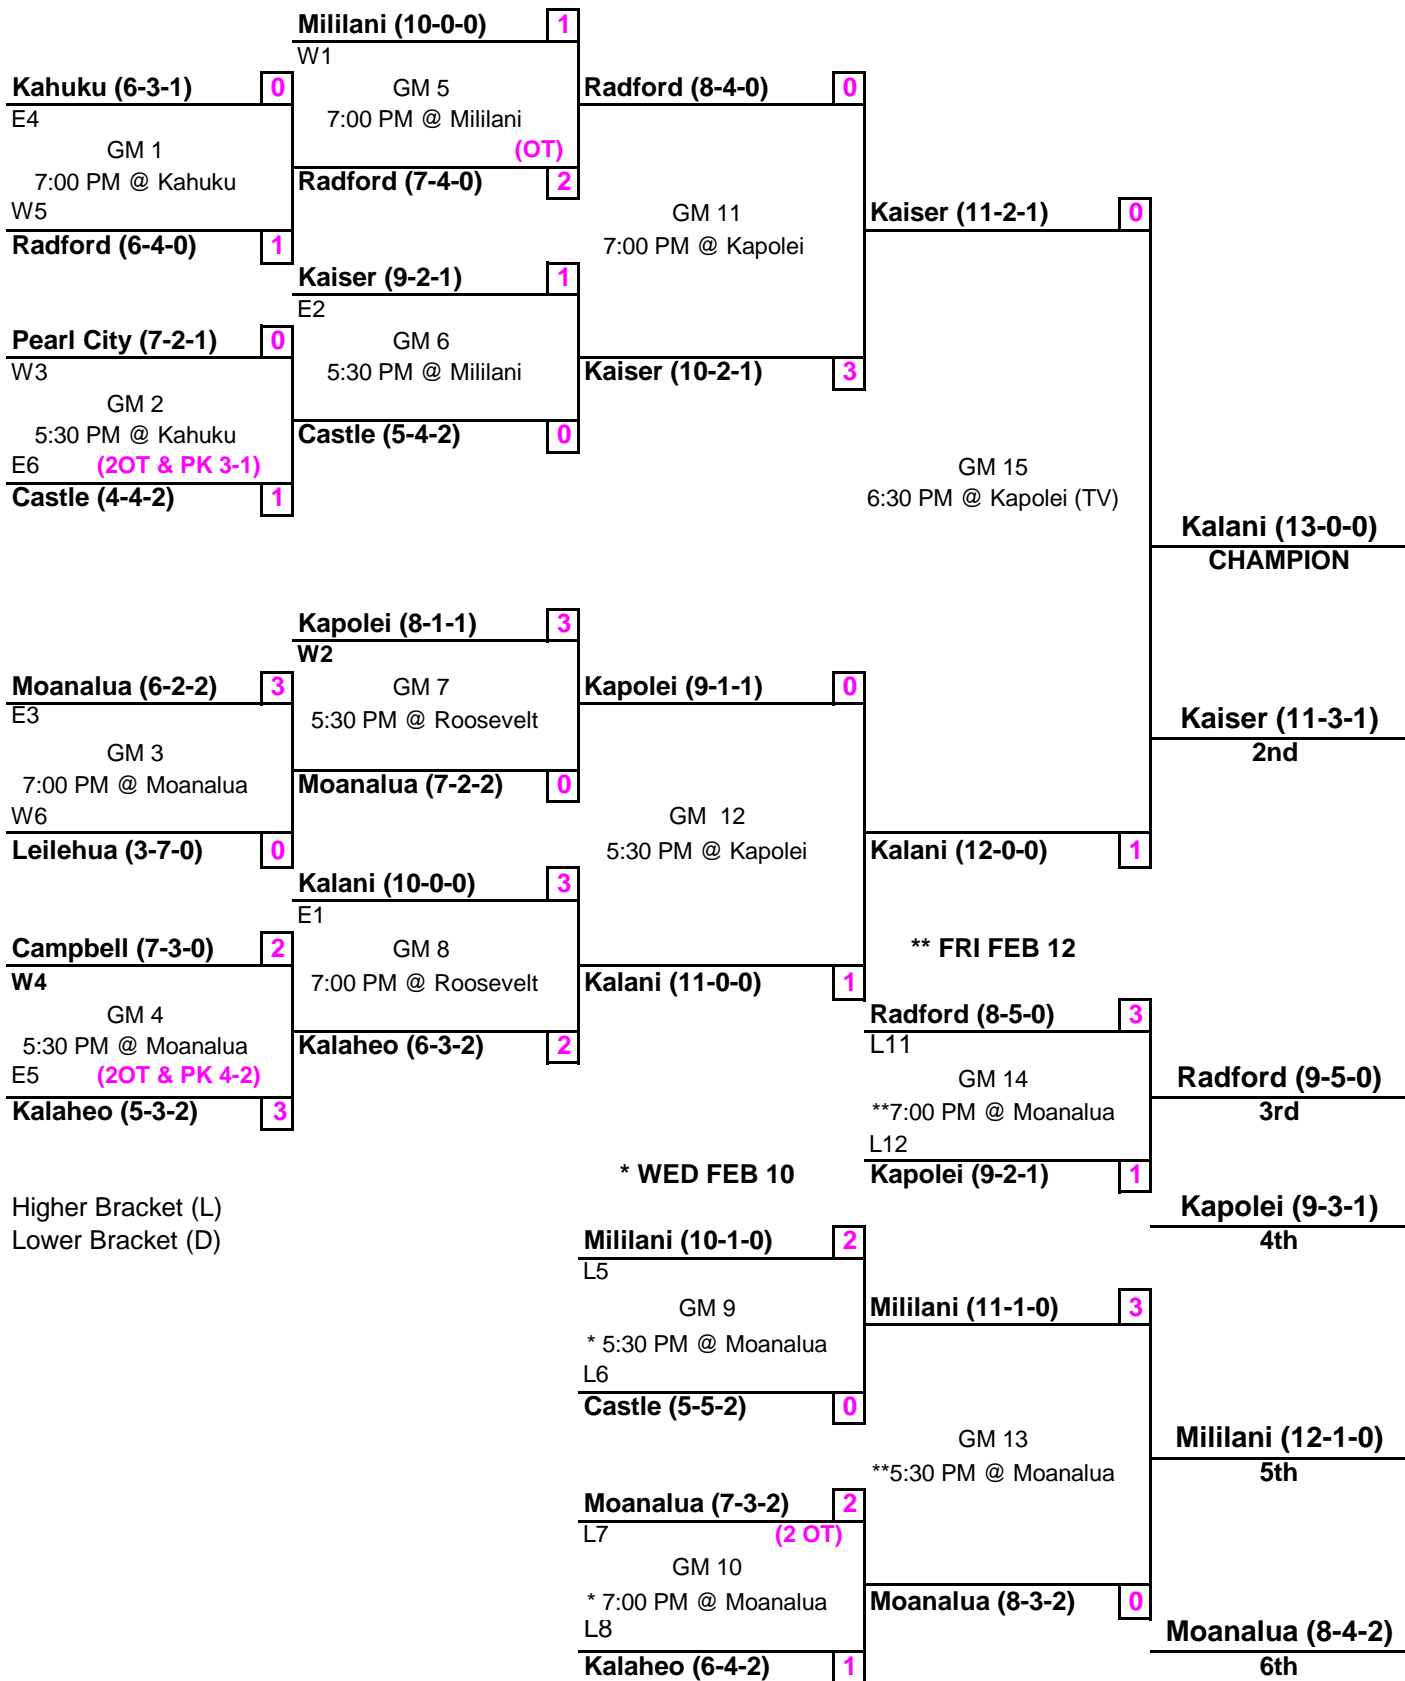 Mililani (10-0-0) 1
W1
GM 5
7:00 PM @ Mililani
(OT)
Radford (7-4-0) 2
Kahuku (6-3-1) 0
E4
GM 1
7:00 PM @ Kahuku
W5
Radford (6-4-0) 1
Kaiser (9-2-1) 1
E2
GM 6
5:30 PM @ Mililani
Castle (5-4-2) 0
Pearl City (7-2-1) 0
W3
GM 2
5:30 PM @ Kahuku
E6 (2OT & PK 3-1)
Castle (4-4-2) 1
Radford (8-4-0) 0
GM 11
7:00 PM @ Kapolei
Kaiser (10-2-1) 3
Kaiser (11-2-1) 0
GM 15
6:30 PM @ Kapolei (TV)
Kalani (12-0-0) 1
Kalani (13-0-0)
CHAMPION
Kaiser (11-3-1)
2nd
Kapolei (8-1-1) 3
W2
GM 7
5:30 PM @ Roosevelt
Moanalua (7-2-2) 0
Moanalua (6-2-2) 3
E3
GM 3
7:00 PM @ Moanalua
W6
Leilehua (3-7-0) 0
Kalani (10-0-0) 3
E1
GM 8
7:00 PM @ Roosevelt
Kalaheo (6-3-2) 2
Campbell (7-3-0) 2
W4
GM 4
5:30 PM @ Moanalua
E5 (2OT & PK 4-2)
Kalaheo (5-3-2) 3
Kapolei (9-1-1) 0
GM 12
5:30 PM @ Kapolei
Kalani (11-0-0) 1
** FRI FEB 12
Radford (8-5-0) 3
L11
GM 14
**7:00 PM @ Moanalua
L12
Kapolei (9-2-1) 1
Radford (9-5-0)
3rd
Kapolei (9-3-1)
4th
Higher Bracket (L)
Lower Bracket (D)
* WED FEB 10
Mililani (10-1-0) 2
L5
GM 9
* 5:30 PM @ Moanalua
L6
Castle (5-5-2) 0
Moanalua (7-3-2) 2
L7 (2 OT)
GM 10
* 7:00 PM @ Moanalua
L8
Kalaheo (6-4-2) 1
Mililani (11-1-0) 3
GM 13
**5:30 PM @ Moanalua
Moanalua (8-3-2) 0
Mililani (12-1-0)
5th
Moanalua (8-4-2)
6th